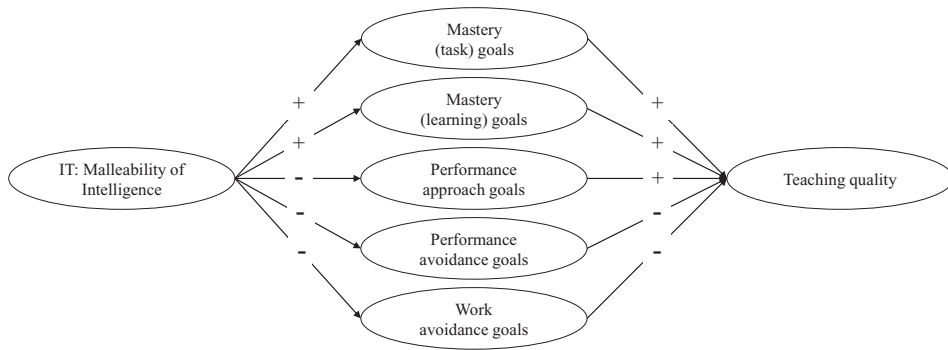 Mastery
(task) goals
+
+
Mastery
(learning) goals
+
+
IT: Malleability of
Intelligence
-
Performance
approach goals
+
Teaching quality
-
Performance
avoidance goals
-
-
Work
avoidance goals
-